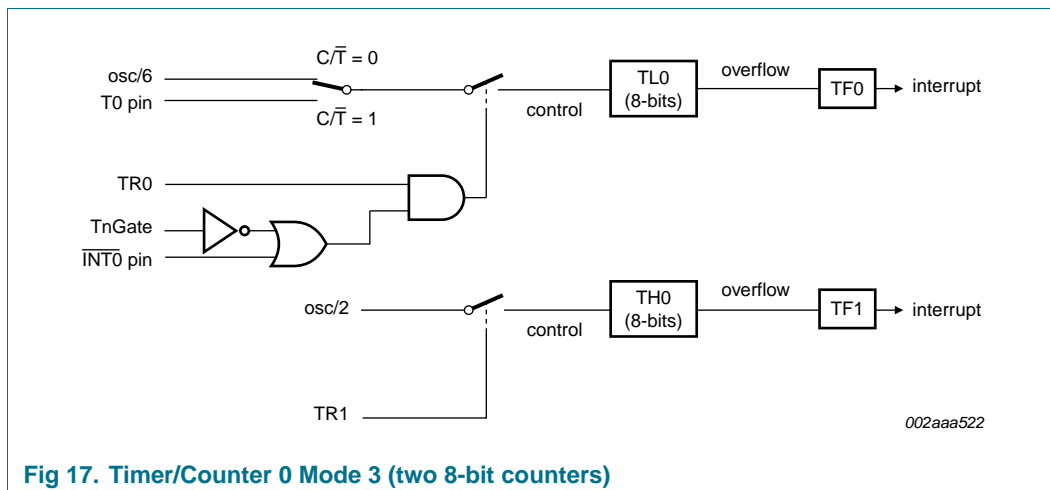 C/T̅ = 0
osc/6
T0 pin
C/T̅ = 1
TL0
(8-bits)
overflow
TF0
interrupt
control
TR0
TnGate
I̅N̅T̅0̅ pin
osc/2
TH0
(8-bits)
overflow
TF1
interrupt
control
TR1
002aaa522
Fig 17. Timer/Counter 0 Mode 3 (two 8-bit counters)